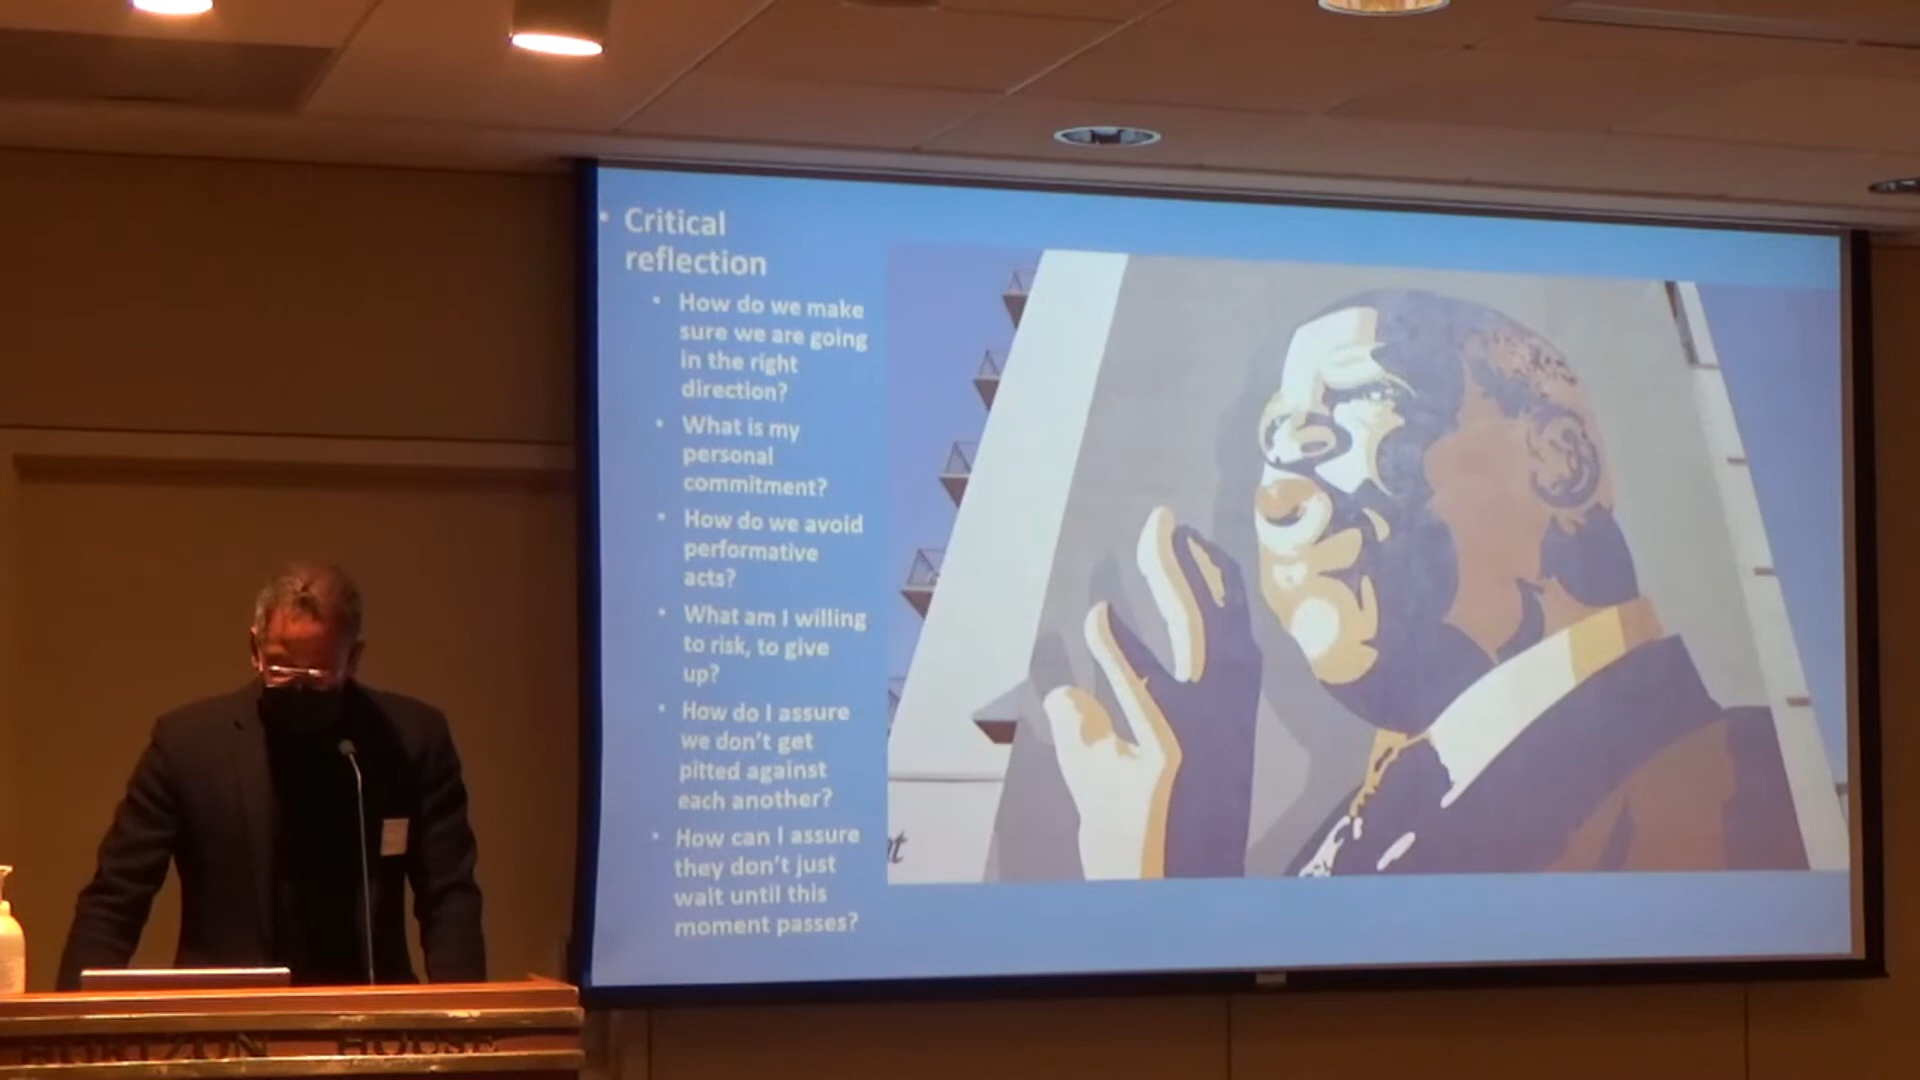 • Critical
reflection
• How do we make
sure we are going
in the right
direction?
• What is my
personal
commitment?
• How do we avoid
performative
acts?
• What am I willing
to risk, to give
up?
• How do I assure
we don't get
pitted against
each another?
• How can I assure
they don't just
wait until this
moment passes?
HORIZON HOUSE